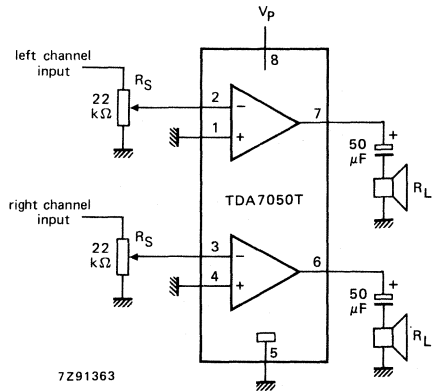 V_P
8
left channel
input
R_S
22
kΩ
2
−
1
+
7
+
50
μF
R_L
TDA7050T
right channel
input
R_S
22
kΩ
3
−
4
+
6
+
50
μF
R_L
5
7Z91363